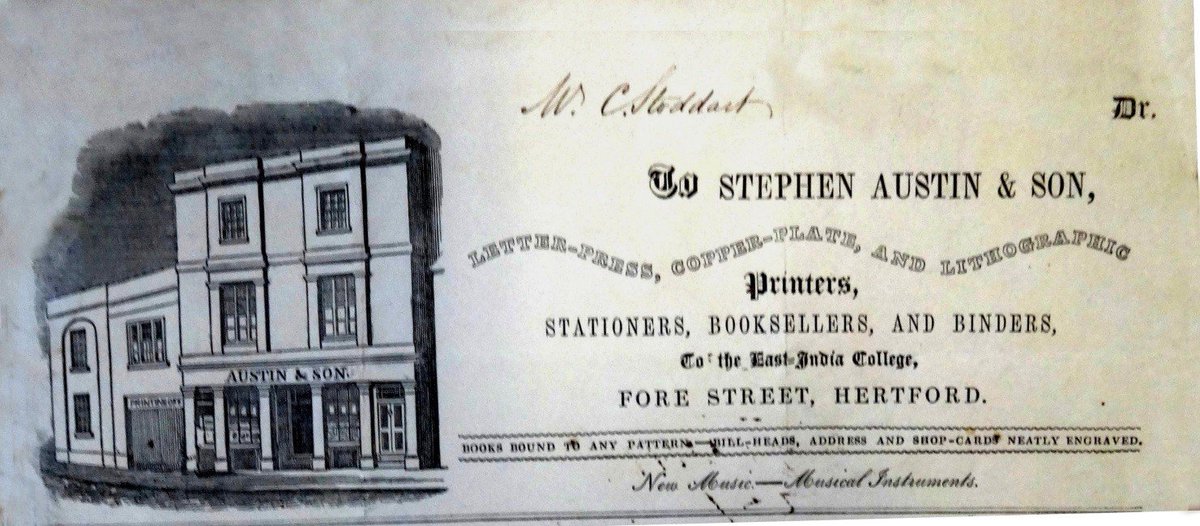 Mr. C. Stoddart
Dr.
To STEPHEN AUSTIN & SON,
LETTER-PRESS, COPPER-PLATE, AND LITHOGRAPHIC
Printers,
STATIONERS, BOOKSELLERS, AND BINDERS,
To the East-India College,
FORE STREET, HERTFORD.
BOOKS BOUND TO ANY PATTERN.—BILL-HEADS, ADDRESS AND SHOP-CARDS NEATLY ENGRAVED.
New Music.—Musical Instruments.
AUSTIN & SON.
PRINTING OFF